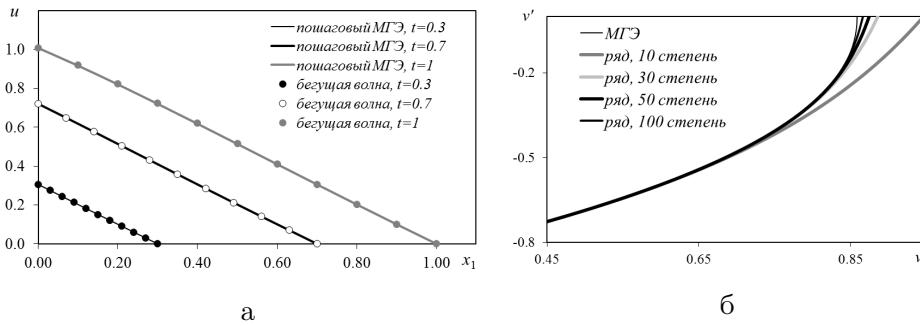 u
1.0
0.8
0.6
0.4
0.2
0.0
0.00 0.20 0.40 0.60 0.80 1.00 x1
пошаговый МГЭ, t=0.3
пошаговый МГЭ, t=0.7
пошаговый МГЭ, t=1
бегущая волна, t=0.3
бегущая волна, t=0.7
бегущая волна, t=1
а
v'
-0.2
-0.5
-0.8
0.45 0.65 0.85
МГЭ
ряд, 10 степень
ряд, 30 степень
ряд, 50 степень
ряд, 100 степень
б